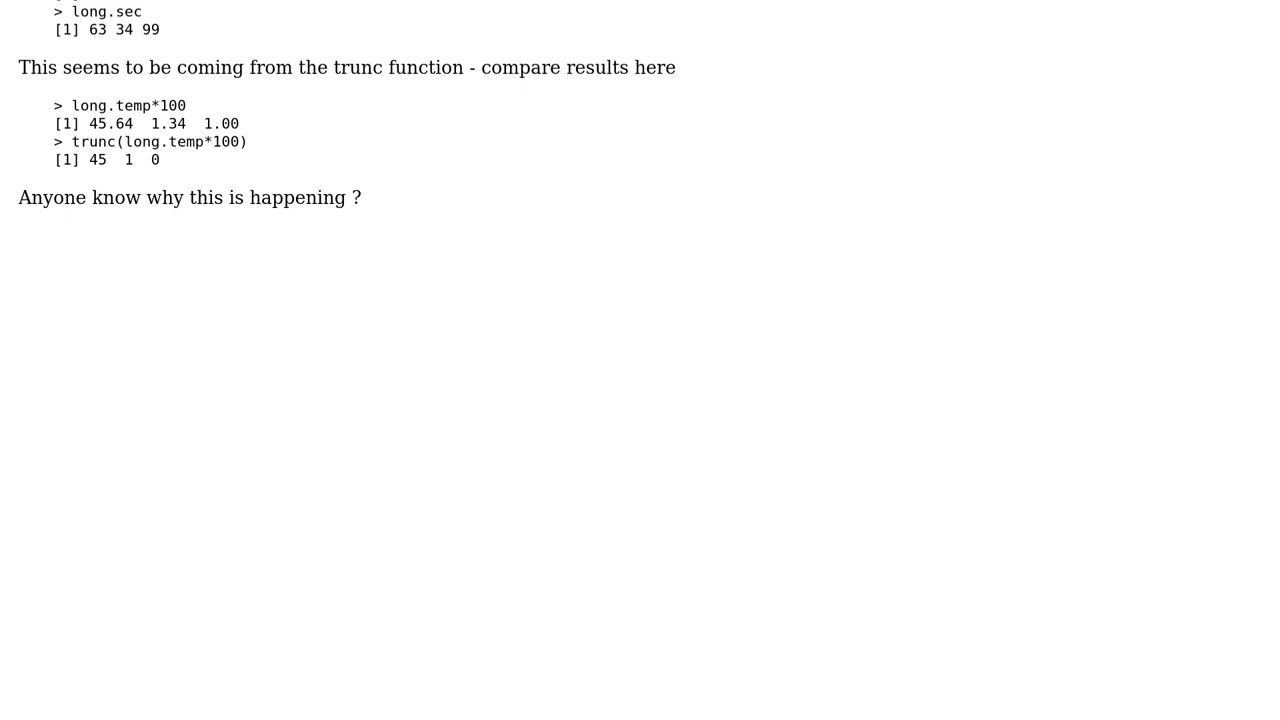 > long.sec
[1] 63 34 99
This seems to be coming from the trunc function - compare results here
> long.temp*100
[1] 45.64  1.34  1.00
> trunc(long.temp*100)
[1] 45  1  0
Anyone know why this is happening ?